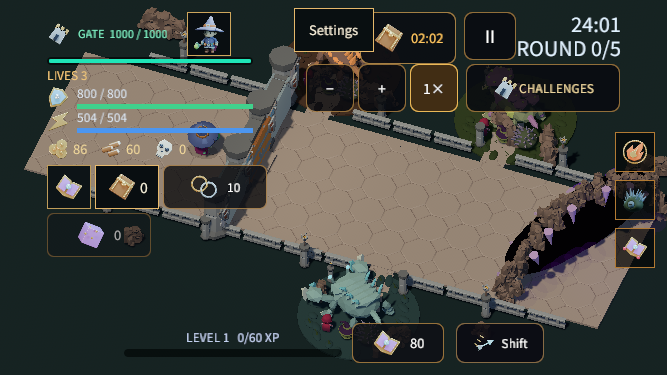 GATE 1000 / 1000
Settings
02:02
24:01
ROUND 0/5
LIVES 3
800 / 800
504 / 504
1×
CHALLENGES
86
60
0
0
10
0
LEVEL 1 0/60 XP
80
Shift